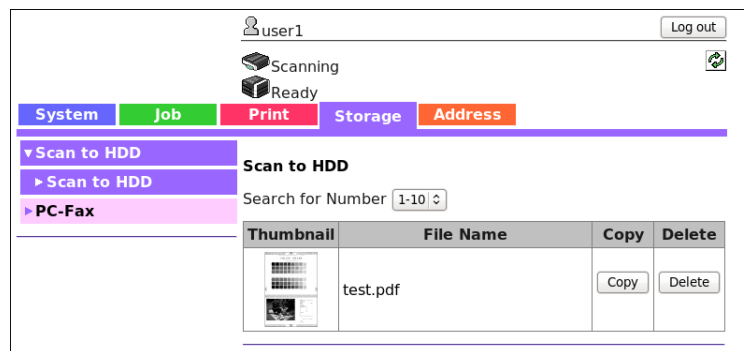 user1 Log out
Scanning
Ready
System Job Print Storage Address
▼Scan to HDD
▶Scan to HDD
▶PC-Fax
Scan to HDD
Search for Number 1-10
Thumbnail File Name Copy Delete
test.pdf Copy Delete